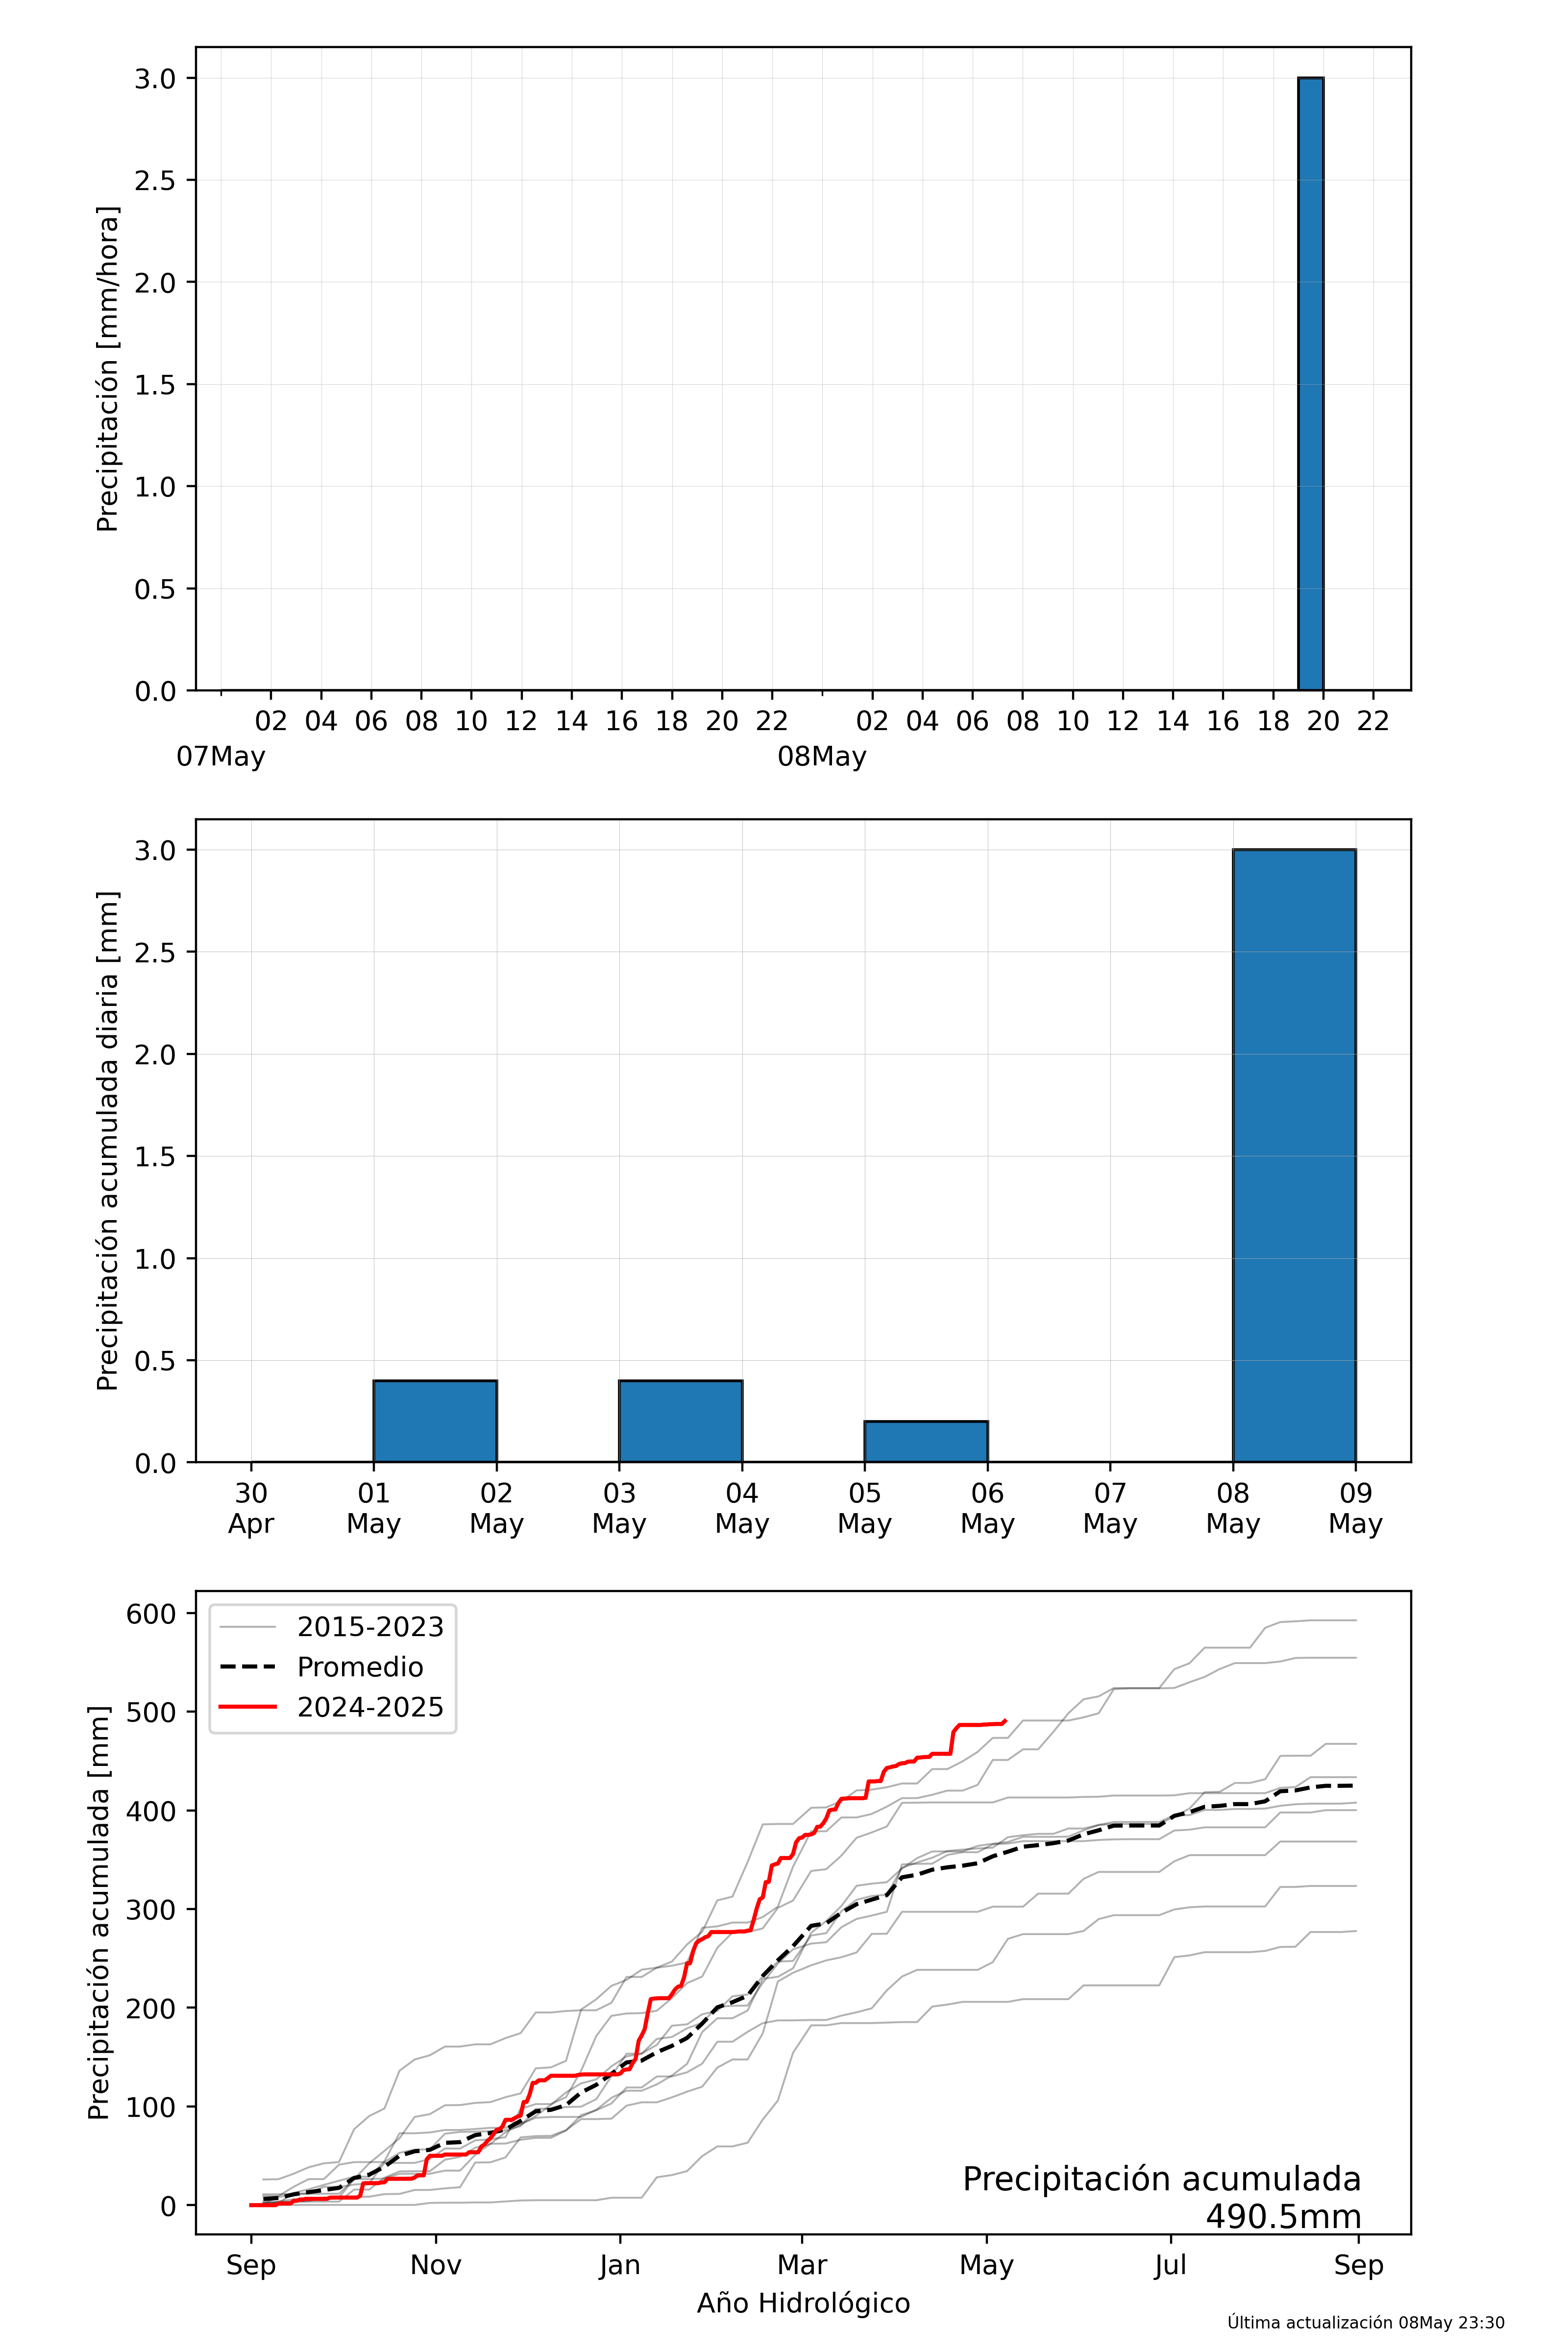 Precipitación [mm/hora]
3.0
2.5
2.0
1.5
1.0
0.5
0.0
02 04 06 08 10 12 14 16 18 20 22 02 04 06 08 10 12 14 16 18 20 22
07May 08May
Precipitación acumulada diaria [mm]
3.0
2.5
2.0
1.5
1.0
0.5
0.0
30 01 02 03 04 05 06 07 08 09
Apr May May May May May May May May May
Precipitación acumulada [mm]
600
500
400
300
200
100
0
2015-2023
Promedio
2024-2025
Precipitación acumulada
490.5mm
Sep Nov Jan Mar May Jul Sep
Año Hidrológico
Última actualización 08May 23:30